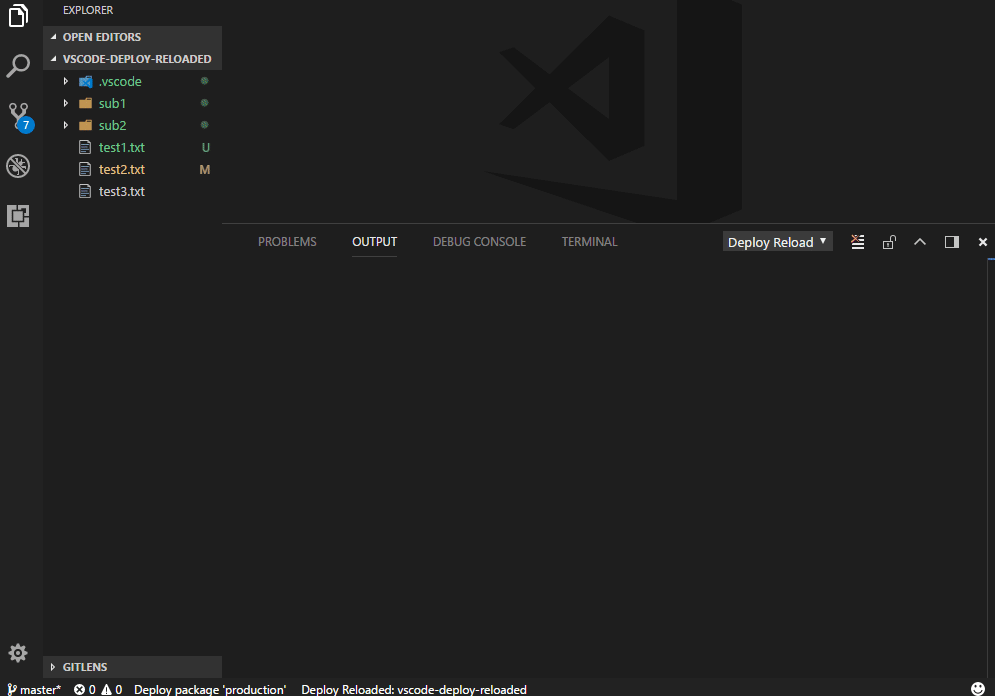 EXPLORER
OPEN EDITORS
VSCODE-DEPLOY-RELOADED
.vscode
sub1
7
sub2
test1.txt U
test2.txt M
test3.txt
PROBLEMS OUTPUT DEBUG CONSOLE TERMINAL Deploy Reload
GITLENS
master* 0 0 Deploy package 'production' Deploy Reloaded: vscode-deploy-reloaded